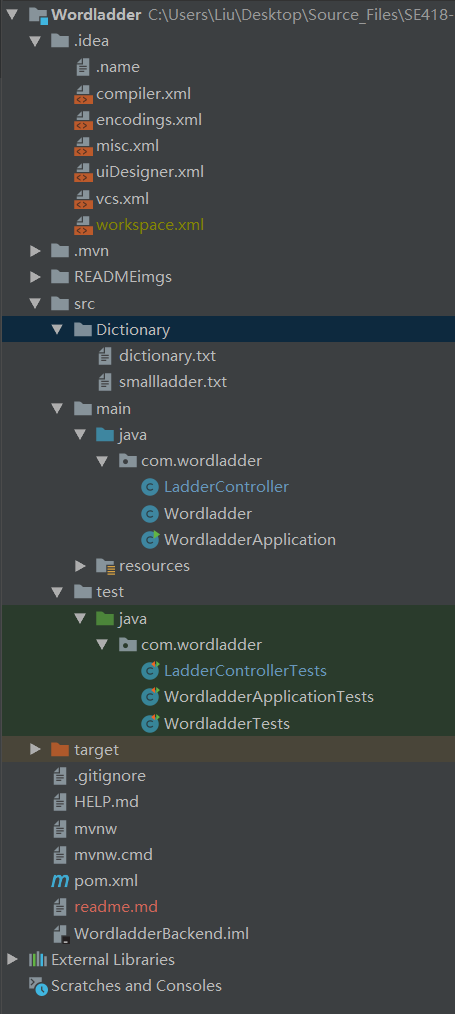 Wordladder C:\Users\Liu\Desktop\Source_Files\SE418-
.idea
.name
compiler.xml
encodings.xml
misc.xml
uiDesigner.xml
vcs.xml
workspace.xml
.mvn
READMEimgs
src
Dictionary
dictionary.txt
smallladder.txt
main
java
com.wordladder
LadderController
Wordladder
WordladderApplication
resources
test
java
com.wordladder
LadderControllerTests
WordladderApplicationTests
WordladderTests
target
.gitignore
HELP.md
mvnw
mvnw.cmd
pom.xml
readme.md
WordladderBackend.iml
External Libraries
Scratches and Consoles